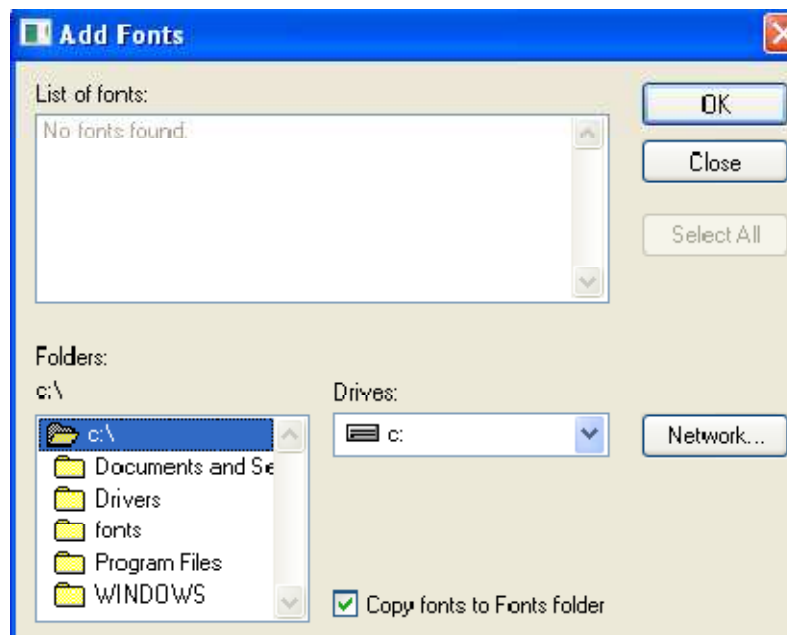 Add Fonts
List of fonts:
No fonts found.
OK
Close
Select All
Folders:
c:\
Drives:
c:\
Documents and Se
Drivers
fonts
Program Files
WINDOWS
c:
Network...
Copy fonts to Fonts folder